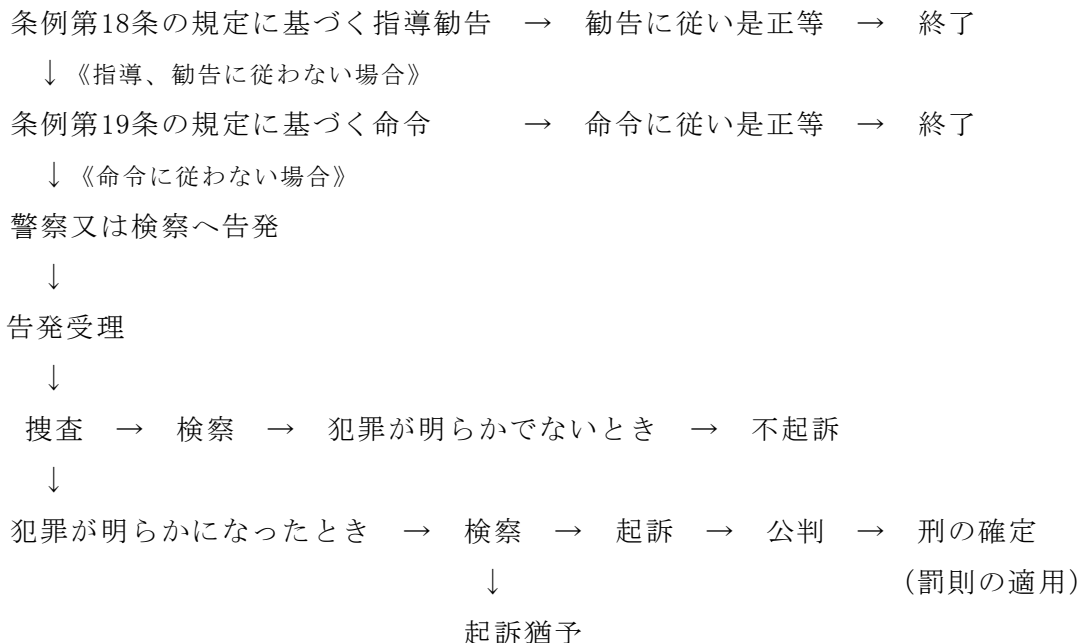 条例第18条の規定に基づく指導勧告 → 勧告に従い是正等 → 終了
↓《指導、勧告に従わない場合》
条例第19条の規定に基づく命令 → 命令に従い是正等 → 終了
↓《命令に従わない場合》
警察又は検察へ告発
↓
告発受理
↓
捜査 → 検察 → 犯罪が明らかでないとき → 不起訴
↓
犯罪が明らかになったとき → 検察 → 起訴 → 公判 → 刑の確定
↓ （罰則の適用）
起訴猶予